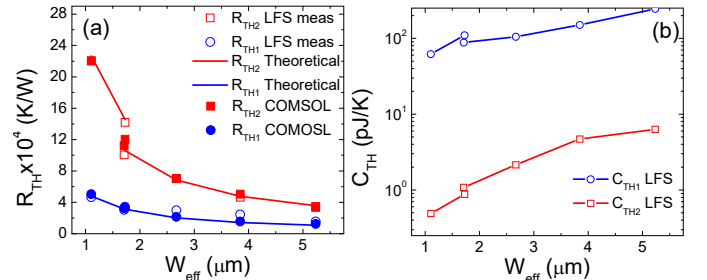 (a)
R_TH2 LFS meas
R_TH1 LFS meas
R_TH2 Theoretical
R_TH1 Theoretical
R_TH2 COMSOL
R_TH1 COMOSL
28
24
20
16
12
8
4
0
R_TH x10^4 (K/W)
1 2 3 4 5
W_eff (μm)
(b)
10^2
10^1
10^0
C_TH (pJ/K)
C_TH1 LFS
C_TH2 LFS
1 2 3 4 5
W_eff (μm)